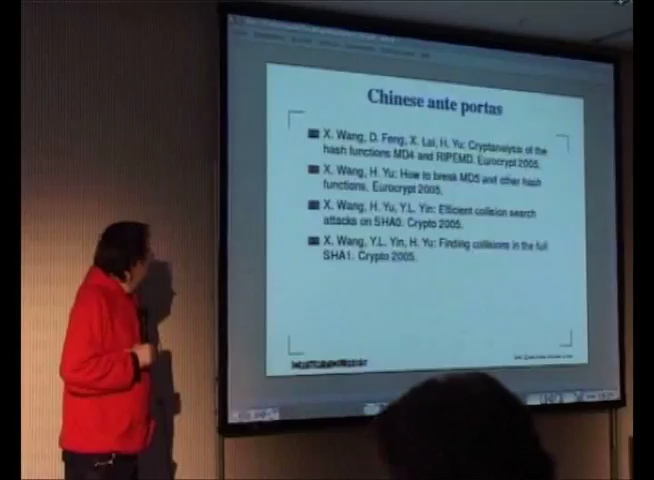 Chinese ante portas
X. Wang, D. Feng, X. Lai, H. Yu: Cryptanalysis of the
hash functions MD4 and RIPEMD. Eurocrypt 2005.
X. Wang, H. Yu: How to break MD5 and other hash
functions, Eurocrypt 2005.
X. Wang, H. Yu, Y.L. Yin: Efficient collision search
attacks on SHA0. Crypto 2005.
X. Wang, Y.L. Yin, H. Yu: Finding collisions in the full
SHA1. Crypto 2005.